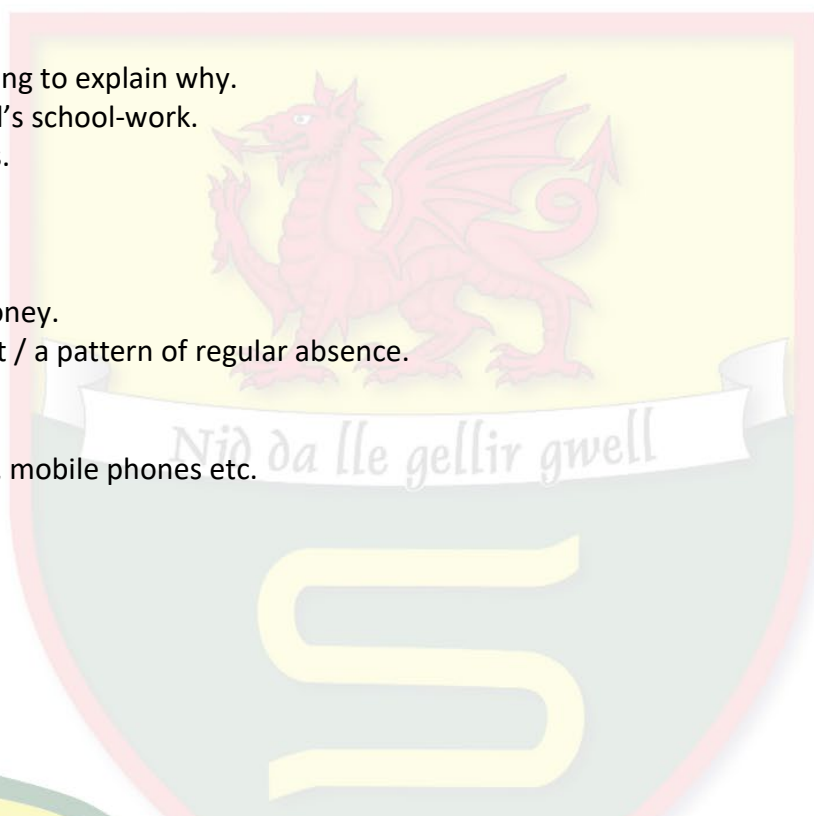 ng to explain why.
l's school-work.
.
oney.
t / a pattern of regular absence.
Nid da lle gellir gwell
mobile phones etc.